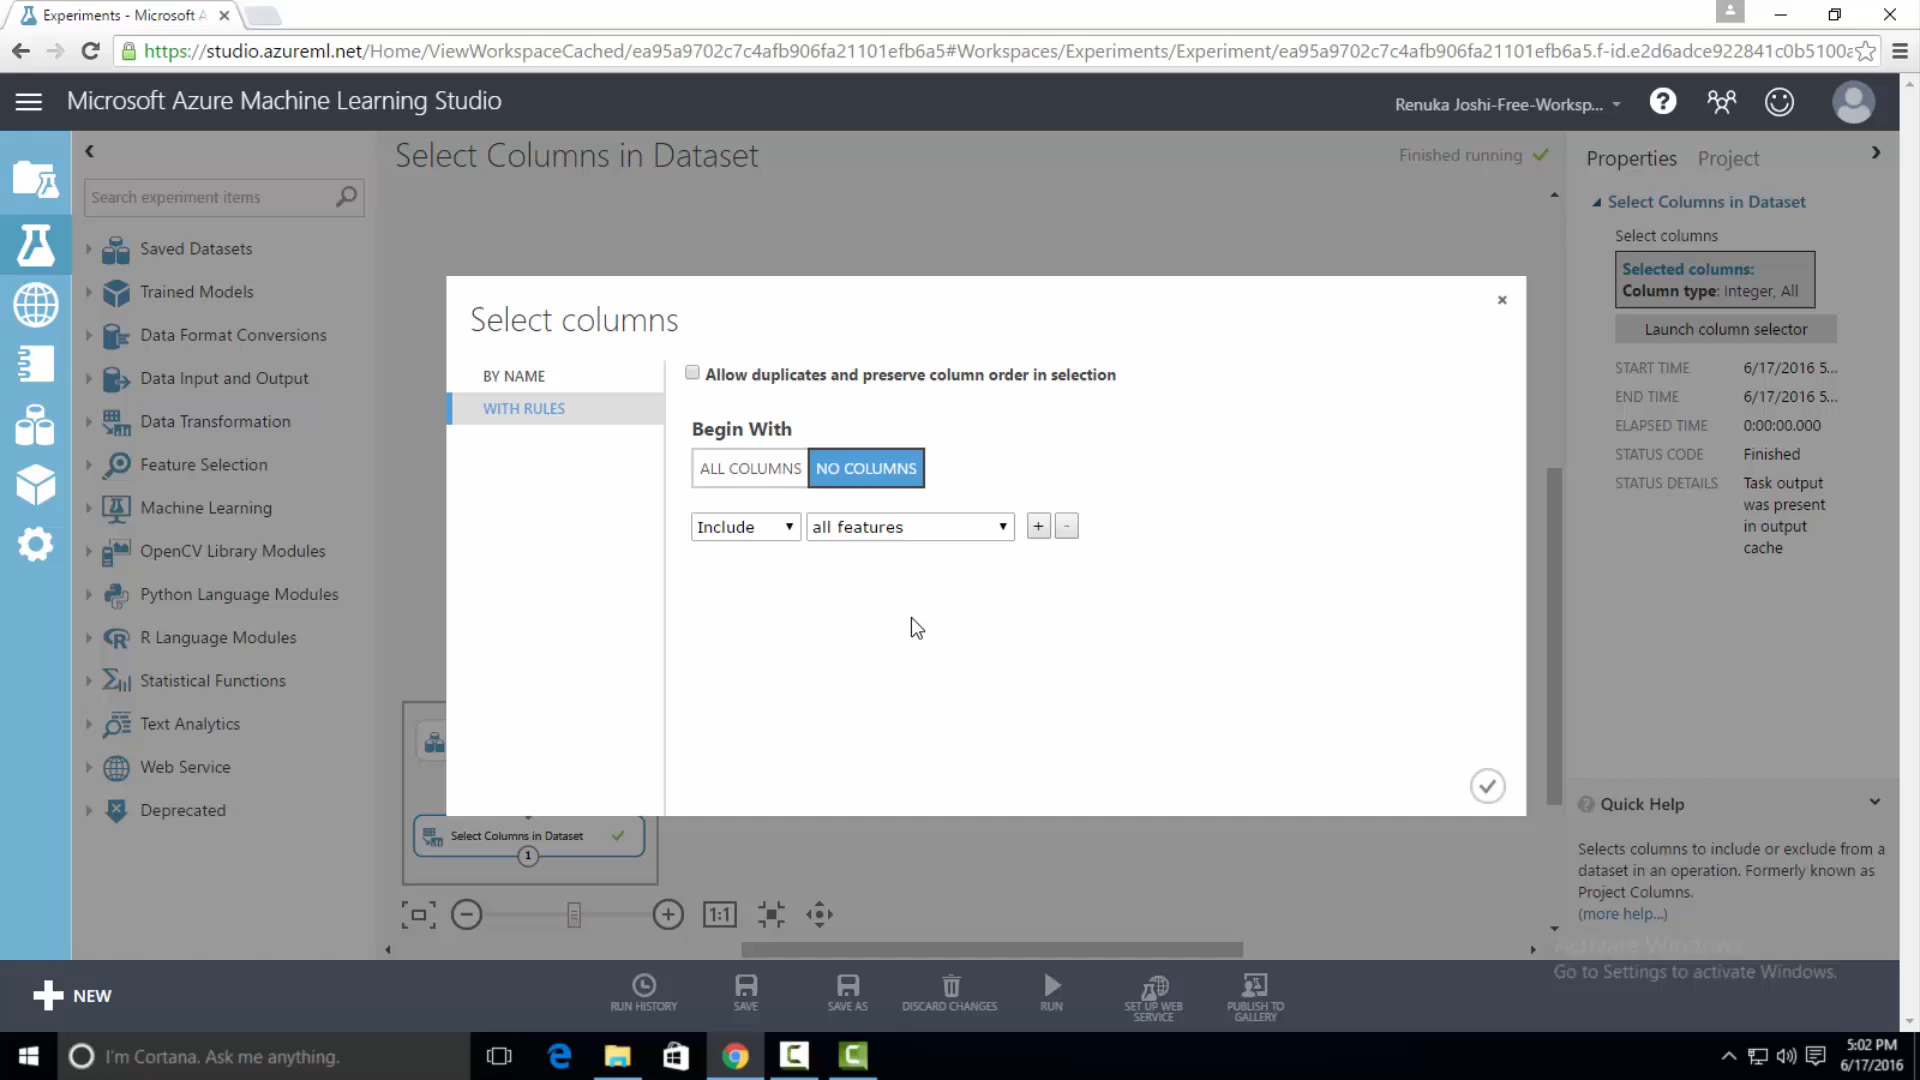 Experiments - Microsoft A
https://studio.azureml.net/Home/ViewWorkspaceCached/ea95a9702c7c4afb906fa21101efb6a5#Workspaces/Experiments/Experiment/ea95a9702c7c4afb906fa21101efb6a5.f-id.e2d6adce922841c0b5100a
Microsoft Azure Machine Learning Studio
Renuka Joshi-Free-Worksp...
Select Columns in Dataset
Finished running
Properties Project
Search experiment items
Saved Datasets
Trained Models
Data Format Conversions
Data Input and Output
Data Transformation
Feature Selection
Machine Learning
OpenCV Library Modules
Python Language Modules
R Language Modules
Statistical Functions
Text Analytics
Web Service
Deprecated
Select columns
BY NAME
WITH RULES
Allow duplicates and preserve column order in selection
Begin With
ALL COLUMNS NO COLUMNS
Include all features + -
Select Columns in Dataset
1
1:1
Select Columns in Dataset
Select columns
Selected columns:
Column type: Integer, All
Launch column selector
START TIME 6/17/2016 5...
END TIME 6/17/2016 5...
ELAPSED TIME 0:00:00.000
STATUS CODE Finished
STATUS DETAILS Task output
was present
in output
cache
Quick Help
Selects columns to include or exclude from a
dataset in an operation. Formerly known as
Project Columns.
(more help...)
Activate Windows
Go to Settings to activate Windows.
NEW
RUN HISTORY
SAVE
SAVE AS
DISCARD CHANGES
RUN
SET UP WEB
SERVICE
PUBLISH TO
GALLERY
I'm Cortana. Ask me anything.
5:02 PM
6/17/2016